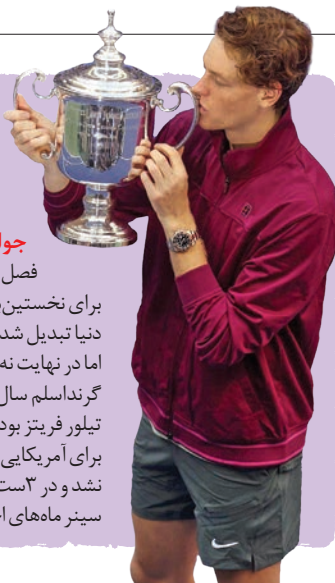 جوا
فصل
برای نخستین
دنیا تبدیل شد
اما در نهایت نه
گرنداسلم سال
تیلور فریتز بود
برای آمریکایی
نشد و در ۳ست
سینر ماه‌های ا